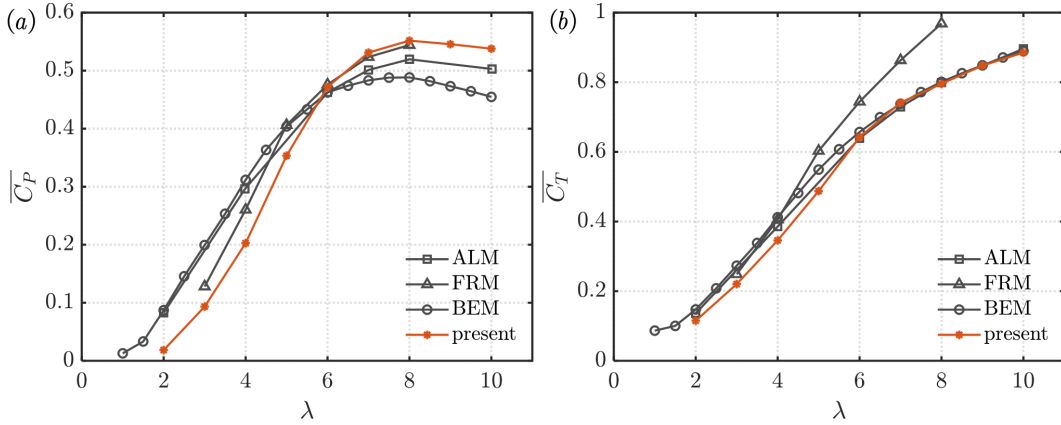 (a)
0.6
0.5
0.4
0.3
0.2
0.1
0
$\overline{C_P}$
ALM
FRM
BEM
present
0 2 4 6 8 10
λ
(b)
1
0.8
0.6
0.4
0.2
0
$\overline{C_T}$
ALM
FRM
BEM
present
0 2 4 6 8 10
λ